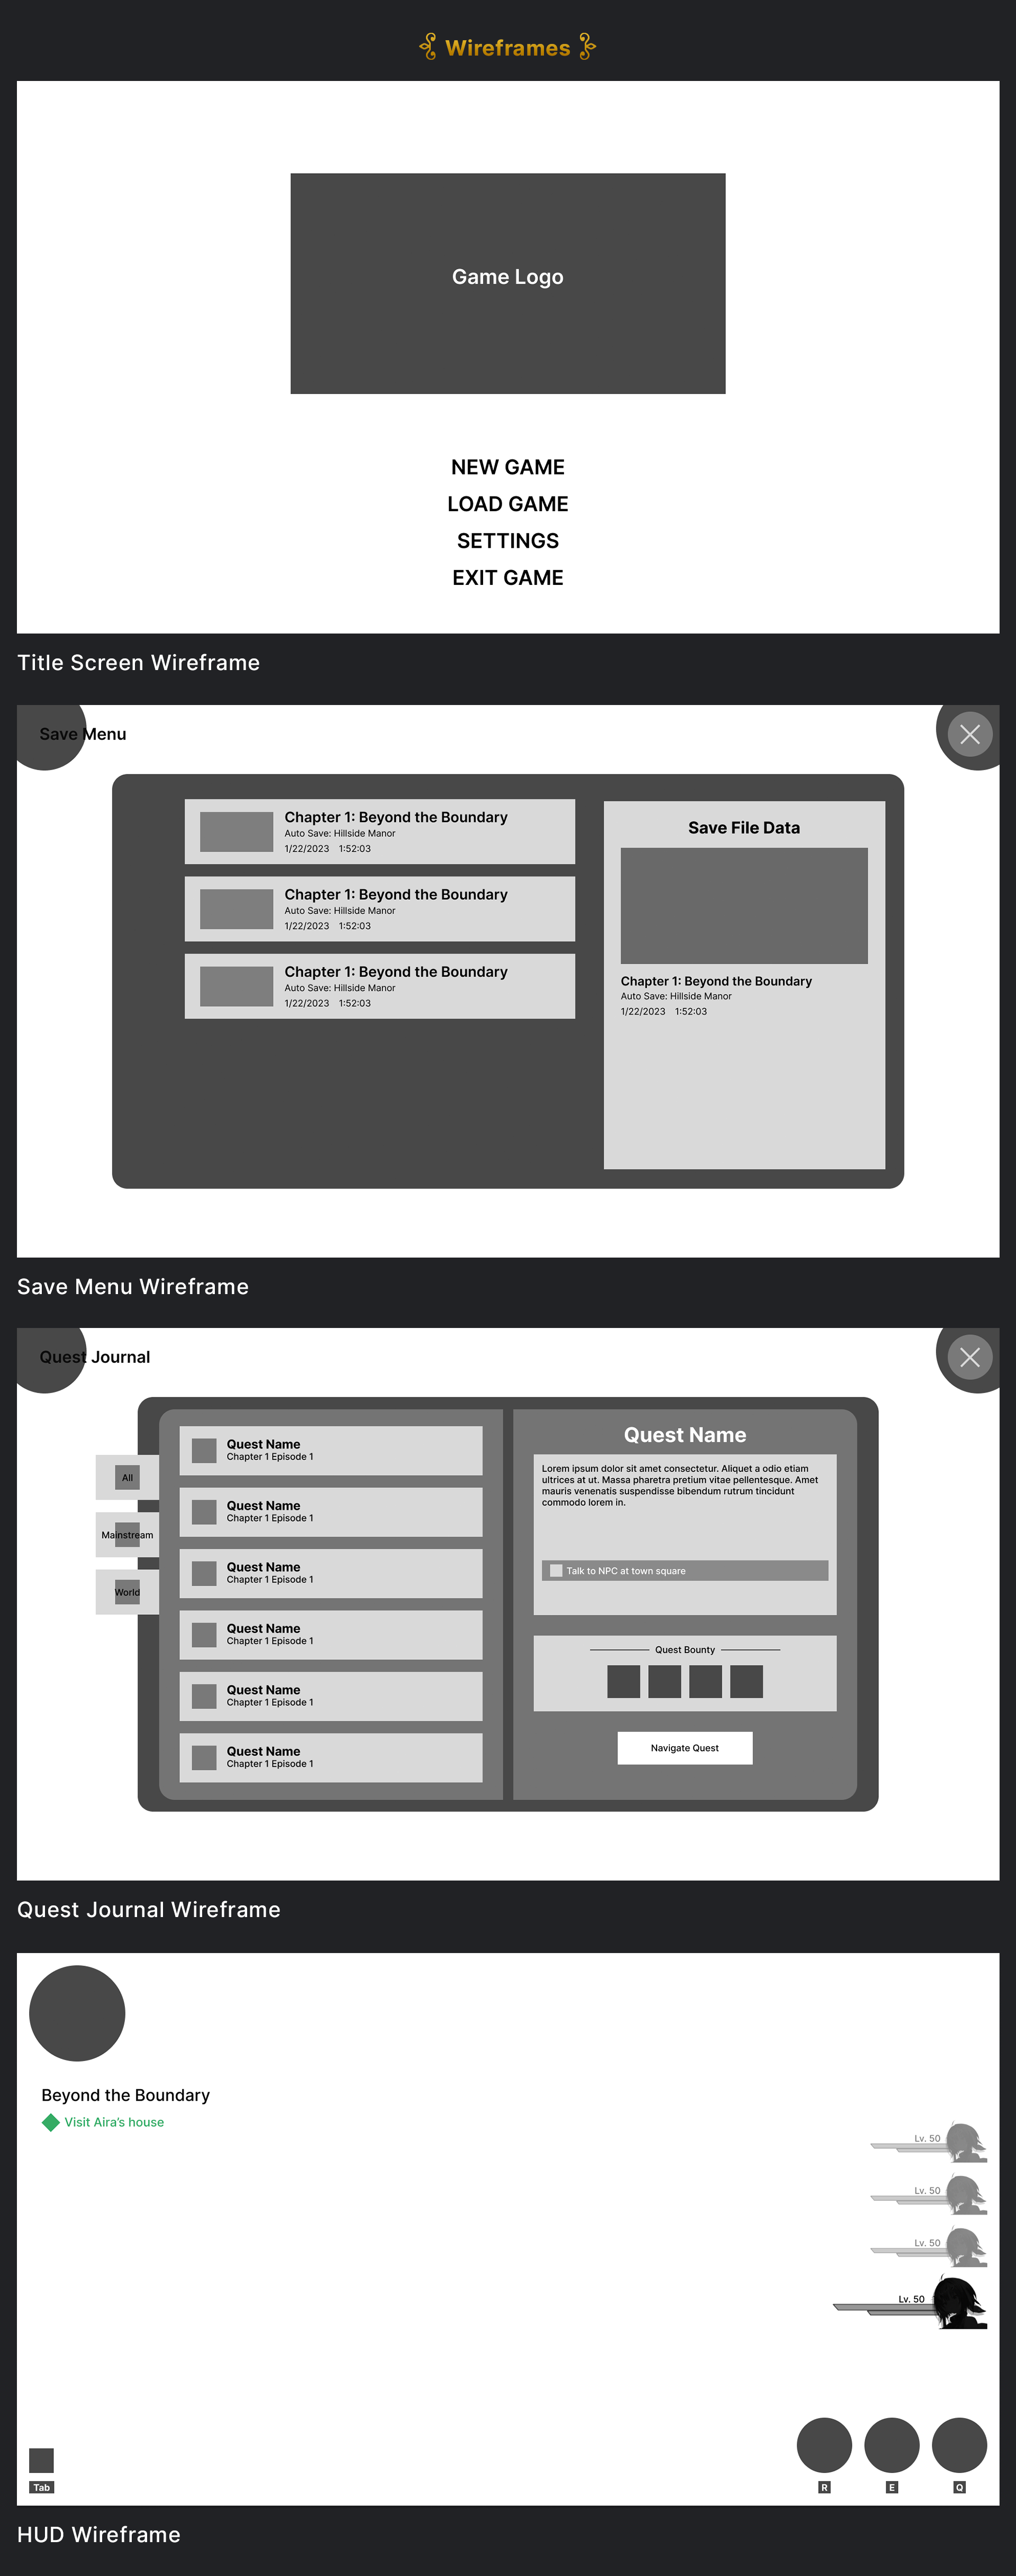 Wireframes
Game Logo
NEW GAME
LOAD GAME
SETTINGS
EXIT GAME
Title Screen Wireframe
Save Menu
Chapter 1: Beyond the Boundary
Auto Save: Hillside Manor
1/22/2023 1:52:03
Chapter 1: Beyond the Boundary
Auto Save: Hillside Manor
1/22/2023 1:52:03
Chapter 1: Beyond the Boundary
Auto Save: Hillside Manor
1/22/2023 1:52:03
Save File Data
Chapter 1: Beyond the Boundary
Auto Save: Hillside Manor
1/22/2023 1:52:03
Save Menu Wireframe
Quest Journal
All
Mainstream
World
Quest Name
Chapter 1 Episode 1
Quest Name
Chapter 1 Episode 1
Quest Name
Chapter 1 Episode 1
Quest Name
Chapter 1 Episode 1
Quest Name
Chapter 1 Episode 1
Quest Name
Chapter 1 Episode 1
Quest Name
Lorem ipsum dolor sit amet consectetur. Aliquet a odio etiam
ultrices at ut. Massa pharetra pretium vitae pellentesque. Amet
mauris venenatis suspendisse bibendum rutrum tincidunt
commodo lorem in.
Talk to NPC at town square
Quest Bounty
Navigate Quest
Quest Journal Wireframe
Beyond the Boundary
Visit Aira’s house
Lv. 50
Lv. 50
Lv. 50
Lv. 50
Tab
R
E
Q
HUD Wireframe